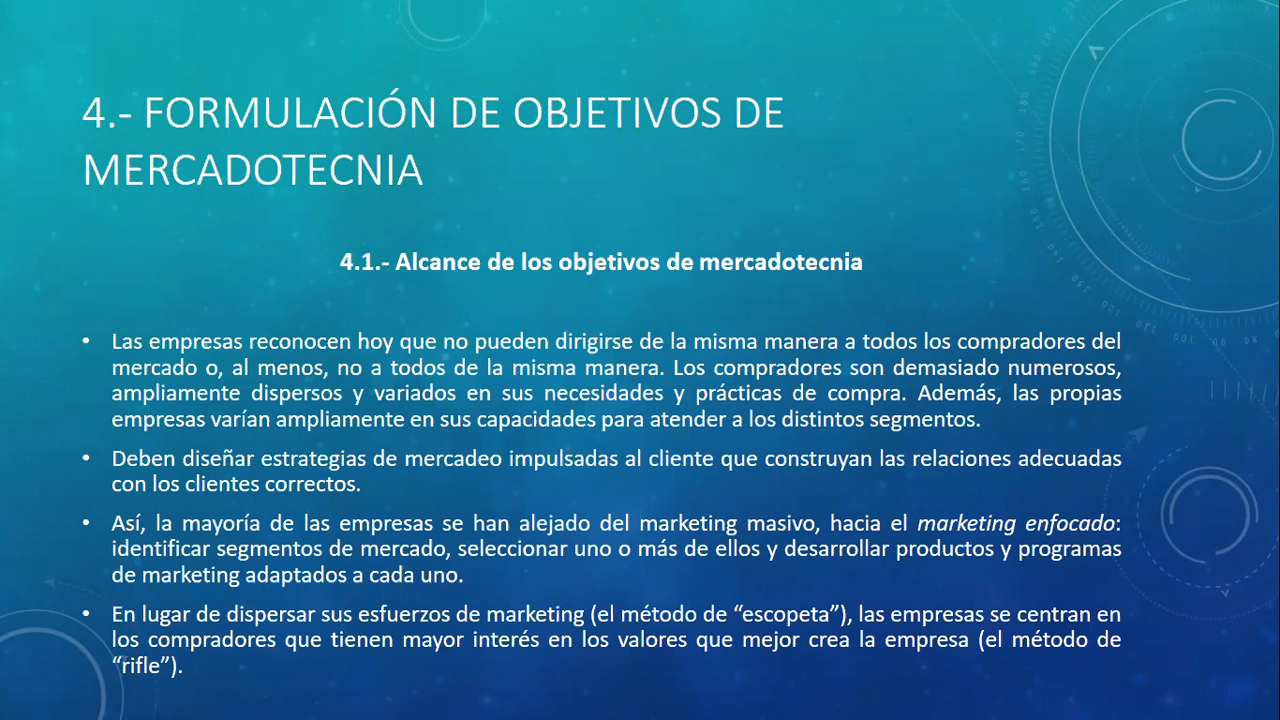 4.- FORMULACIÓN DE OBJETIVOS DE
MERCADOTECNIA
4.1.- Alcance de los objetivos de mercadotecnia
• Las empresas reconocen hoy que no pueden dirigirse de la misma manera a todos los compradores del
mercado o, al menos, no a todos de la misma manera. Los compradores son demasiado numerosos,
ampliamente dispersos y variados en sus necesidades y prácticas de compra. Además, las propias
empresas varían ampliamente en sus capacidades para atender a los distintos segmentos.
• Deben diseñar estrategias de mercadeo impulsadas al cliente que construyan las relaciones adecuadas
con los clientes correctos.
• Así, la mayoría de las empresas se han alejado del marketing masivo, hacia el marketing enfocado:
identificar segmentos de mercado, seleccionar uno o más de ellos y desarrollar productos y programas
de marketing adaptados a cada uno.
• En lugar de dispersar sus esfuerzos de marketing (el método de “escopeta”), las empresas se centran en
los compradores que tienen mayor interés en los valores que mejor crea la empresa (el método de
“rifle”).